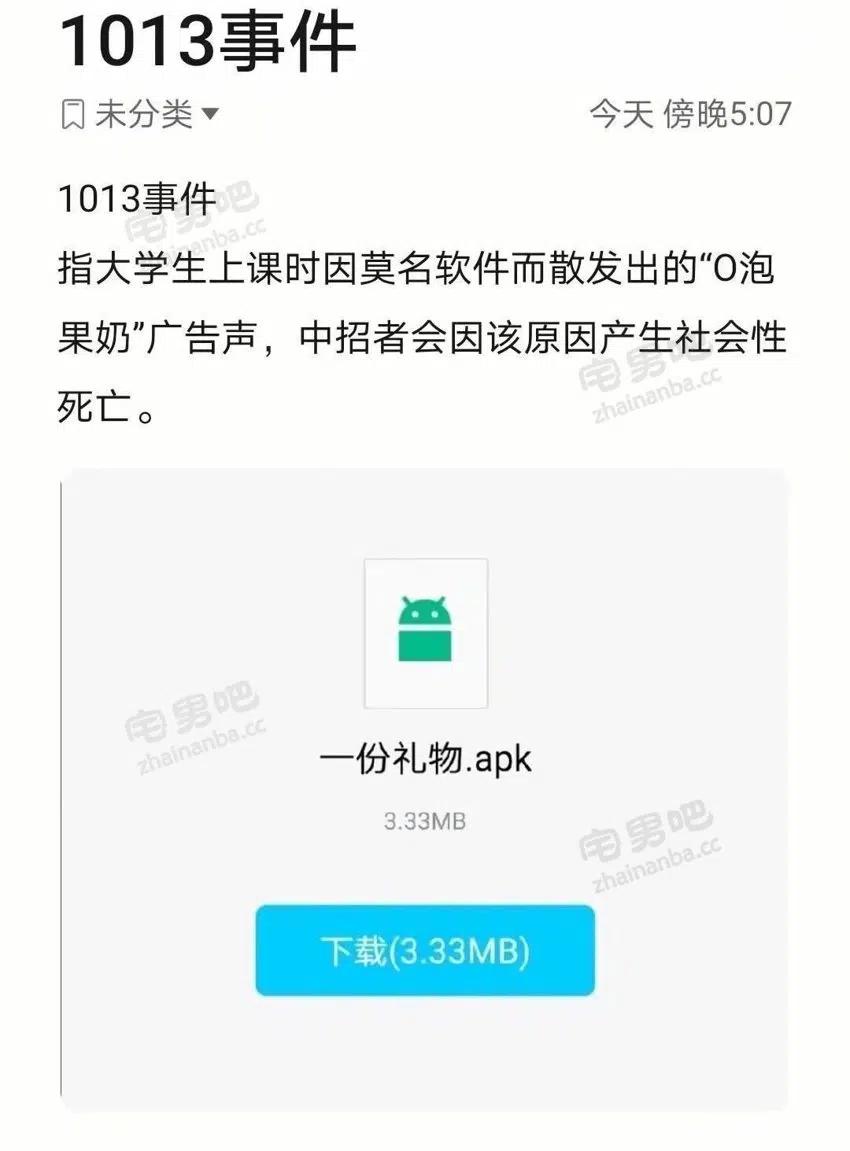 1013事件
未分类
今天 傍晚5:07
1013事件
指大学生上课时因莫名软件而散发出的“O泡
果奶”广告声，中招者会因该原因产生社会性
死亡。
宅男吧
zhainanba.cc
宅男吧
zhainanba.cc
一份礼物.apk
3.33MB
宅男吧
zhainanba.cc
宅男吧
zhainanba.cc
下载(3.33MB)